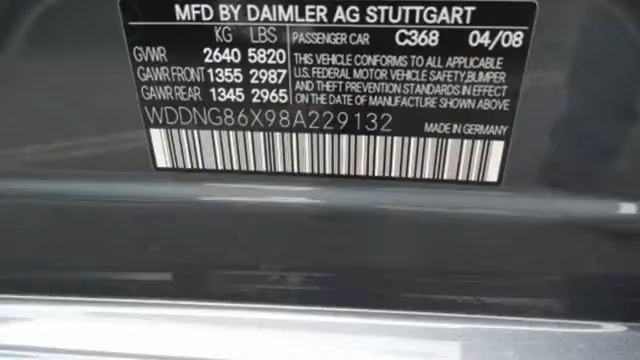 MFD BY DAIMLER AG STUTTGART
KG LBS
GVWR 2640 5820
GAWR FRONT 1355 2987
GAWR REAR 1345 2965
PASSENGER CAR C368 04/08
THIS VEHICLE CONFORMS TO ALL APPLICABLE
U.S. FEDERAL MOTOR VEHICLE SAFETY,BUMPER
AND THEFT PREVENTION STANDARDS IN EFFECT
ON THE DATE OF MANUFACTURE SHOWN ABOVE
WDDNG86X98A229132
MADE IN GERMANY